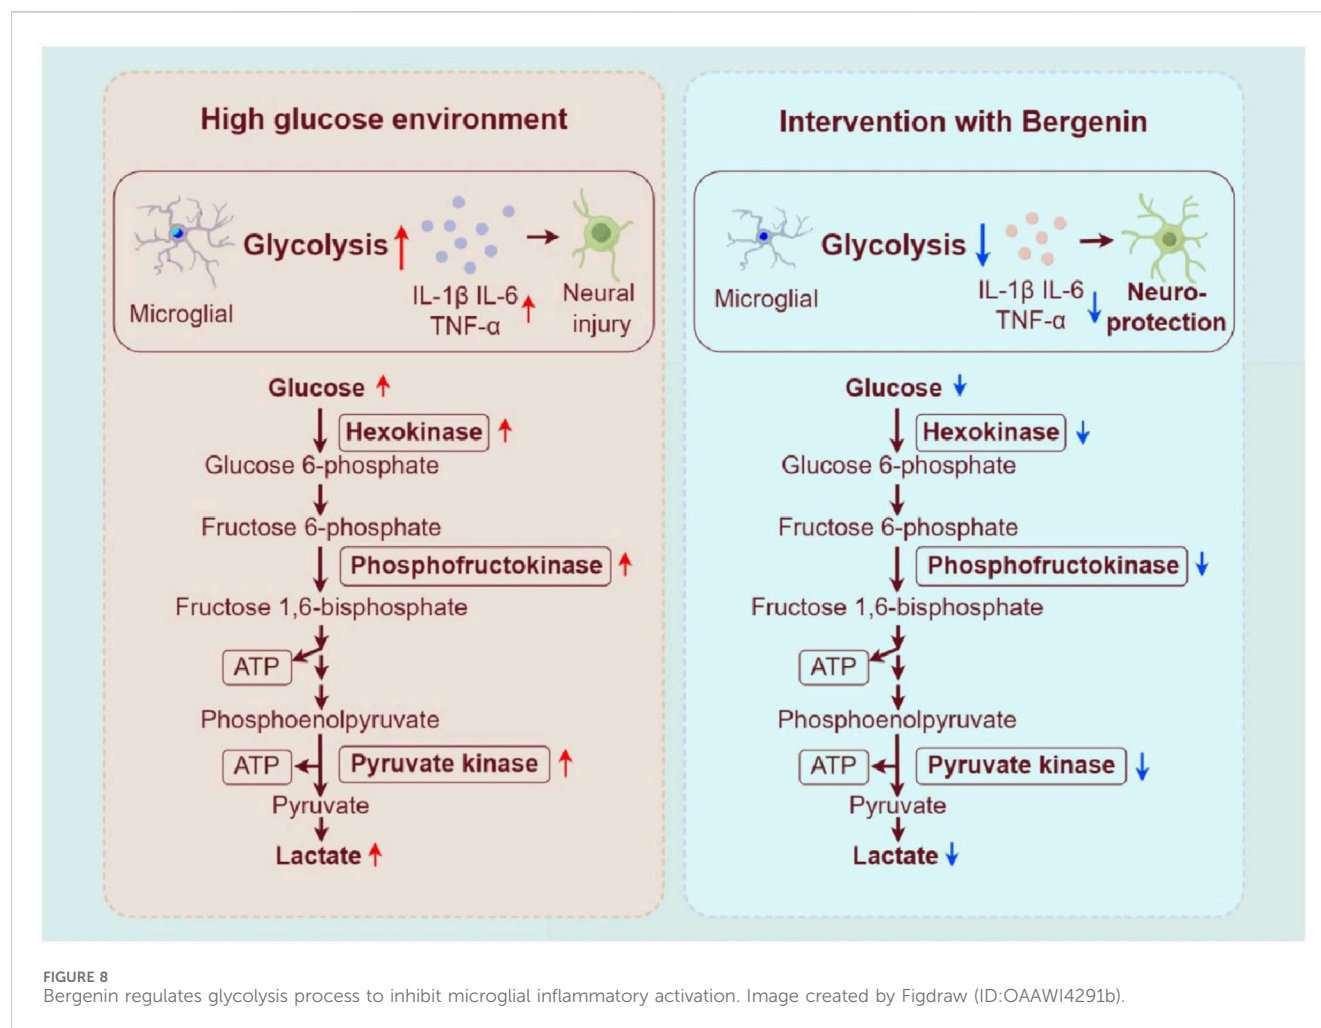 High glucose environment
Glycolysis
Microglial
IL-1β IL-6
TNF-α
Neural
injury
Glucose
Hexokinase
Glucose 6-phosphate
Fructose 6-phosphate
Phosphofructokinase
Fructose 1,6-bisphosphate
ATP
Phosphoenolpyruvate
ATP
Pyruvate kinase
Pyruvate
Lactate
Intervention with Bergenin
Glycolysis
Microglial
IL-1β IL-6
TNF-α
Neuro-
protection
Glucose
Hexokinase
Glucose 6-phosphate
Fructose 6-phosphate
Phosphofructokinase
Fructose 1,6-bisphosphate
ATP
Phosphoenolpyruvate
ATP
Pyruvate kinase
Pyruvate
Lactate
FIGURE 8
Bergenin regulates glycolysis process to inhibit microglial inflammatory activation. Image created by Figdraw (ID:OAAWI4291b).